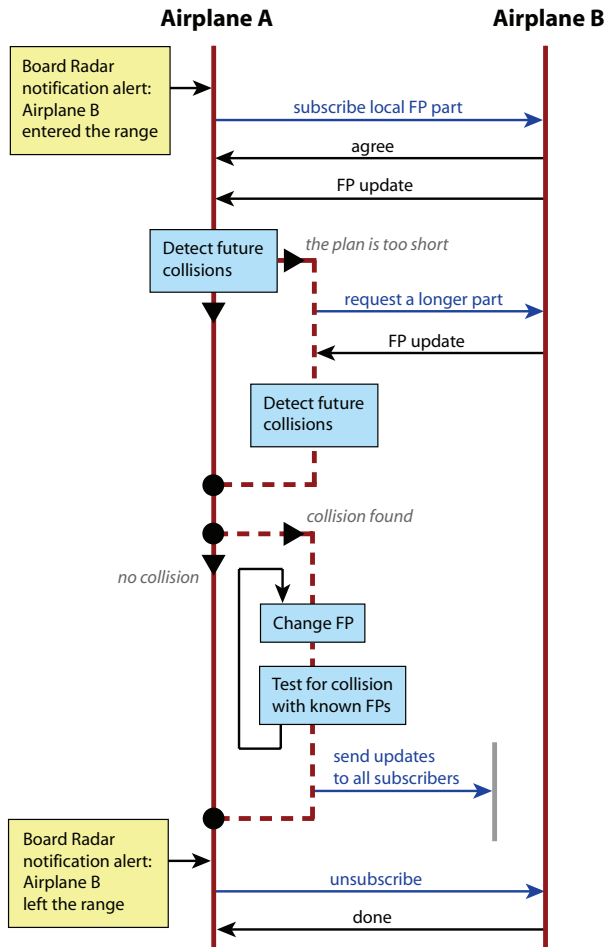 Airplane A
Airplane B
Board Radar
notification alert:
Airplane B
entered the range
subscribe local FP part
agree
FP update
Detect future
collisions
the plan is too short
request a longer part
FP update
Detect future
collisions
collision found
no collision
Change FP
Test for collision
with known FPs
send updates
to all subscribers
Board Radar
notification alert:
Airplane B
left the range
unsubscribe
done